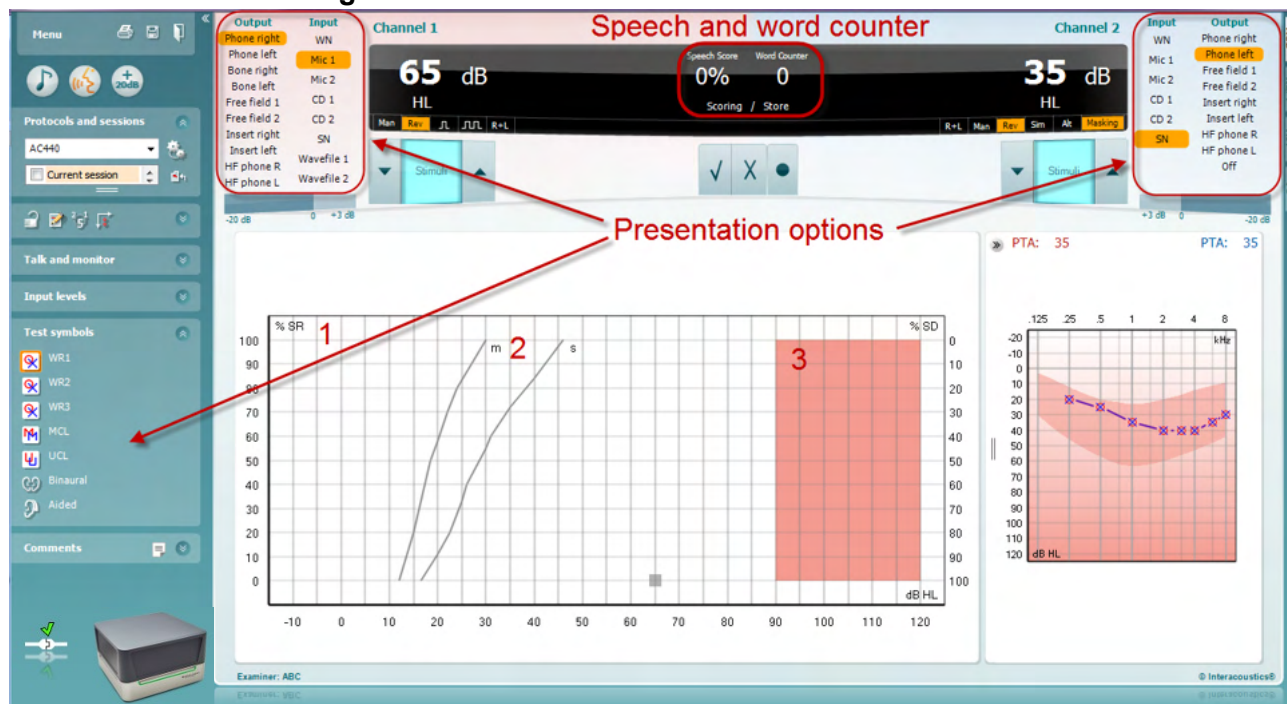 Speech and word counter
Menu
Output Input
Phone right WN
Phone left Mic 1
Bone right Mic 2
Bone left
Free field 1 CD 1
Free field 2 CD 2
Insert right SN
Insert left Wavefile 1
HF phone R Wavefile 2
HF phone L
Channel 1
65 dB
HL
Man Rev R+L
Speech Score Word Counter
0% 0
Scoring / Store
Channel 2
35 dB
HL
R+L Man Rev Sim Alt Masking
Input Output
WN Phone right
Mic 1 Phone left
Mic 2 Free field 1
Free field 2
CD 1 Insert right
CD 2 Insert left
SN HF phone R
HF phone L
Off
20dB
Protocols and sessions
AC440
Current session
Talk and monitor
Input levels
Test symbols
WR1
WR2
WR3
MCL
UCL
Binaural
Aided
Comments
Stimuli
Stimuli
-20 dB 0 +3 dB
+3 dB 0 -20 dB
Presentation options
% SR 1
m 2 s
3
% SD
100 90 80 70 60 50 40 30 20 10 0
0 10 20 30 40 50 60 70 80 90 100
dB HL
-10 0 10 20 30 40 50 60 70 80 90 100 110 120
PTA: 35 PTA: 35
.125 .25 .5 1 2 4 8
kHz
-20
-10
0
10
20
30
40
50
60
70
80
90
100
110
120 dB HL
Examiner: ABC
© Interacoustics®